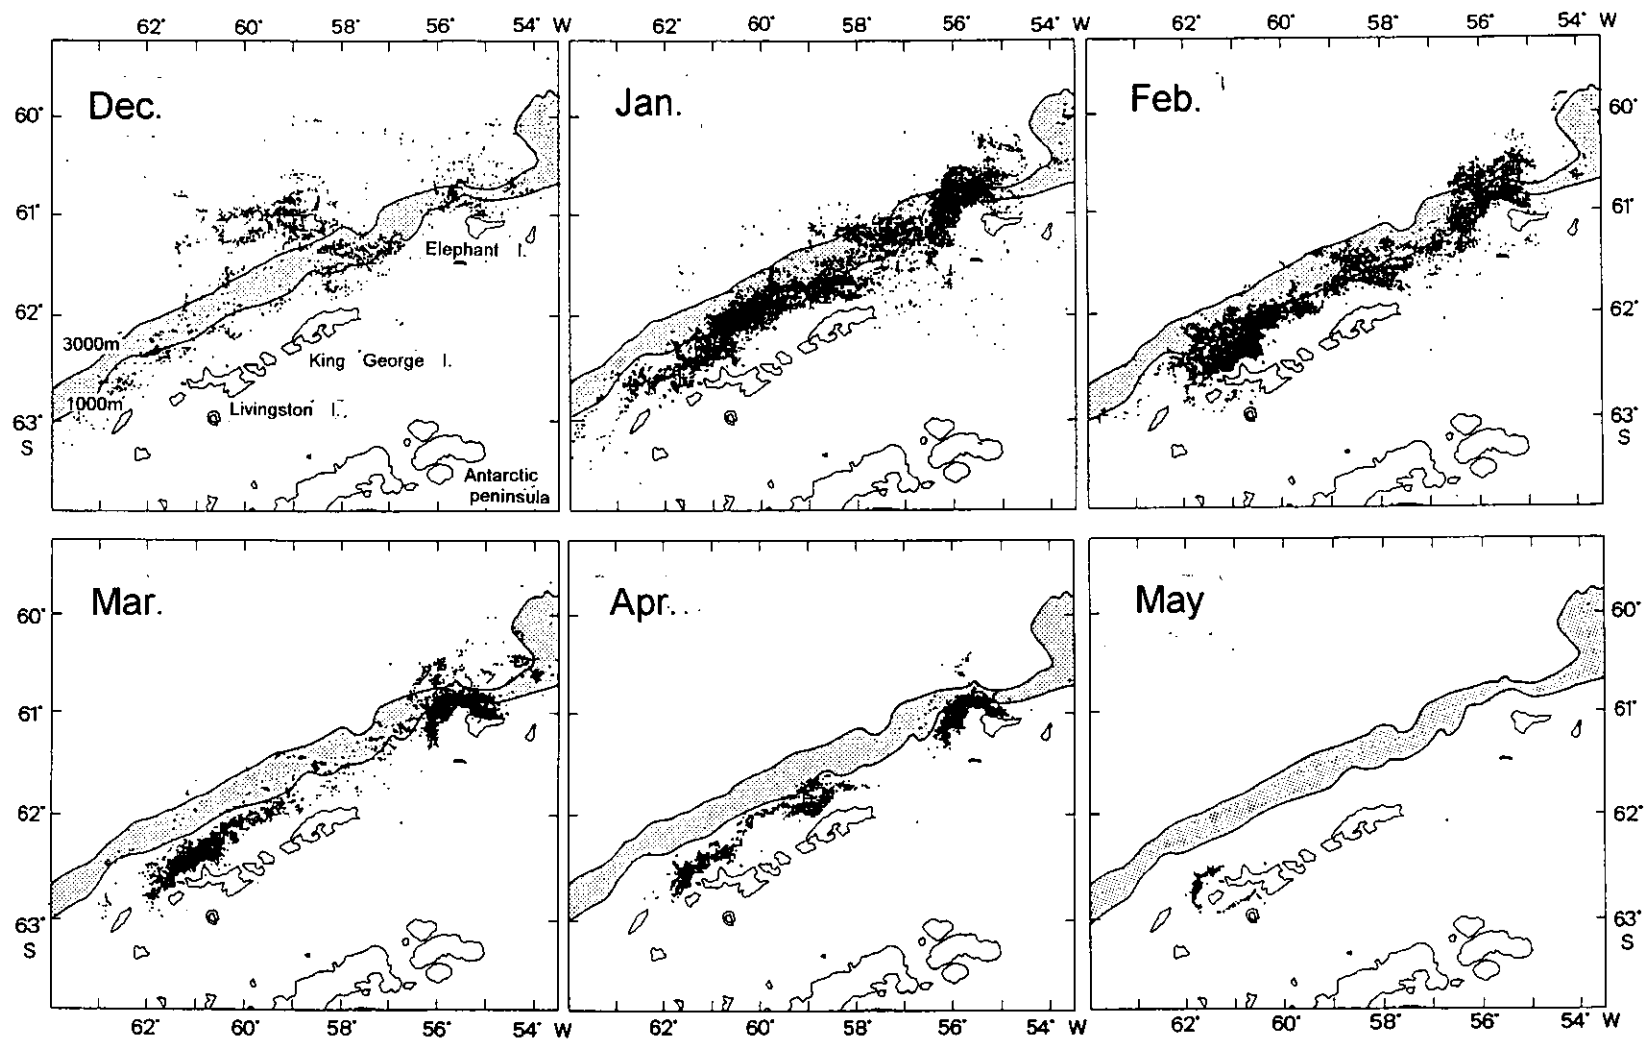 62° 60° 58° 56° 54° W 62° 60° 58° 56° 54° W 62° 60° 58° 56° 54° W
Dec. Jan. Feb.
60° 60°
61° 61°
Elephant I.
62° 62°
3000m
King George I.
1000m
Livingston I.
63° 63°
S S
Antarctic
peninsula
Mar. Apr. May
60° 60°
61° 61°
62° 62°
63° 63°
S S
62° 60° 58° 56° 54° W 62° 60° 58° 56° 54° W 62° 60° 58° 56° 54° W